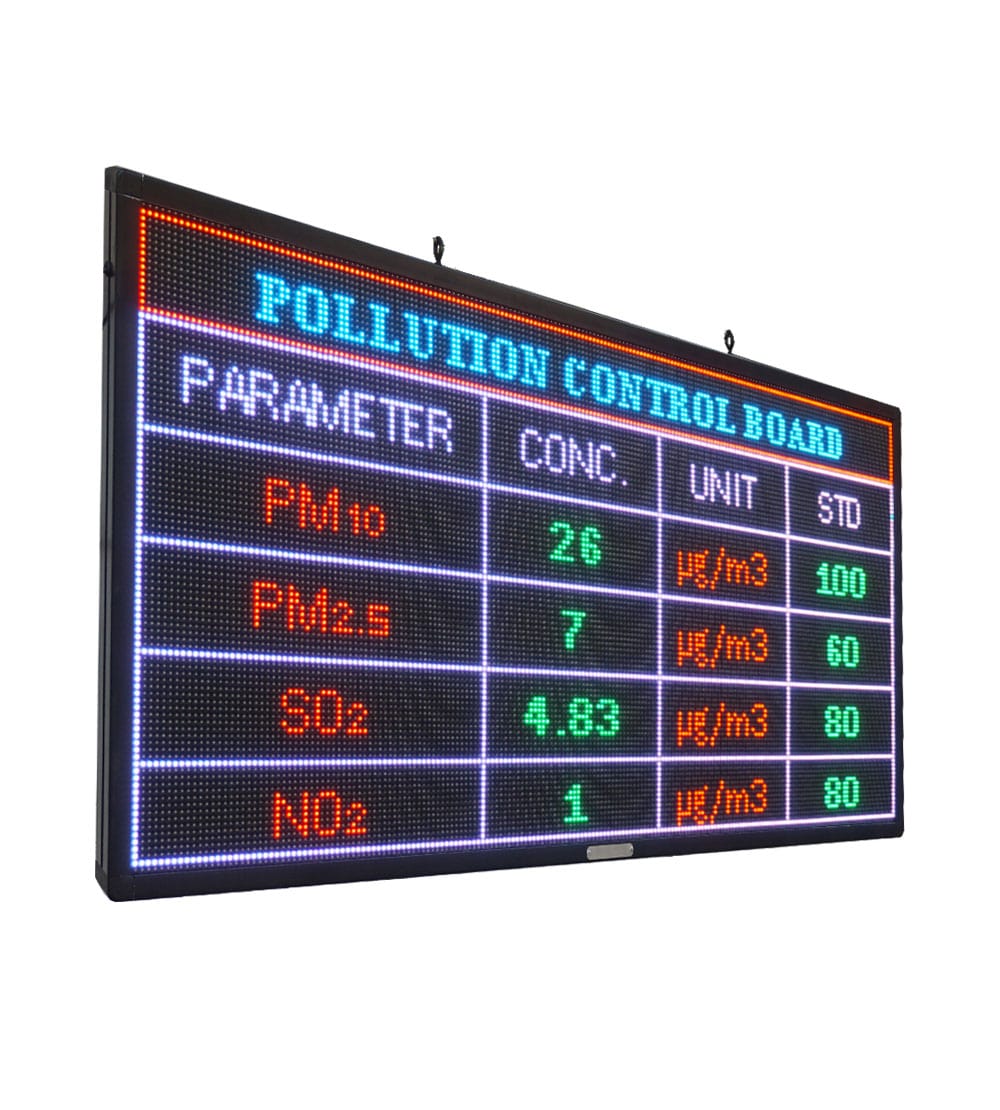 POLLUTION CONTROL BOARD
PARAMETER CONC. UNIT STD
PM10 26 µg/m3 100
PM2.5 7 µg/m3 60
SO2 4.83 µg/m3 80
NO2 1 µg/m3 80